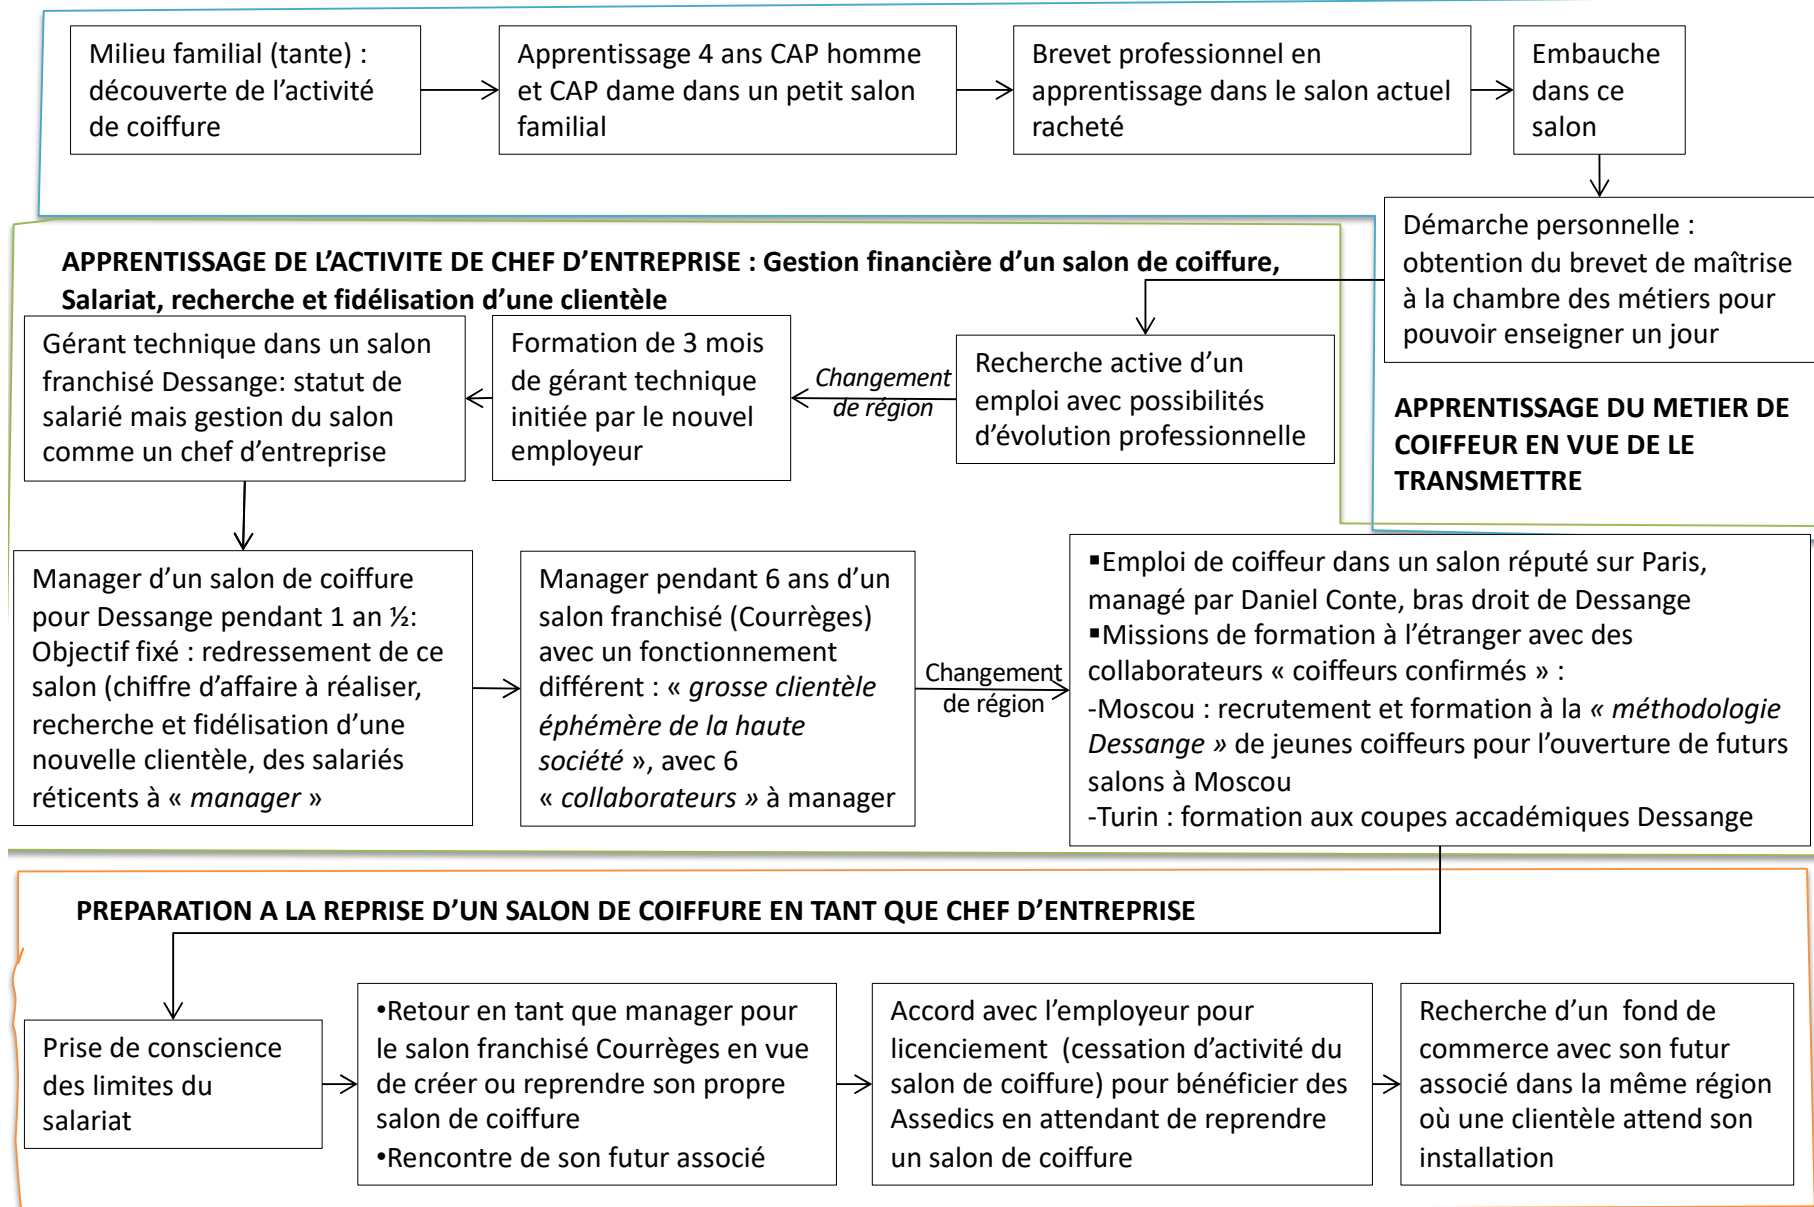 Milieu familial (tante) :
découverte de l’activité
de coiffure
Apprentissage 4 ans CAP homme
et CAP dame dans un petit salon
familial
Brevet professionnel en
apprentissage dans le salon actuel
racheté
Embauche
dans ce
salon
Démarche personnelle :
obtention du brevet de maîtrise
à la chambre des métiers pour
pouvoir enseigner un jour
APPRENTISSAGE DU METIER DE
COIFFEUR EN VUE DE LE
TRANSMETTRE
APPRENTISSAGE DE L’ACTIVITE DE CHEF D’ENTREPRISE : Gestion financière d’un salon de coiffure,
Salariat, recherche et fidélisation d’une clientèle
Recherche active d’un
emploi avec possibilités
d’évolution professionnelle
Changement
de région
Formation de 3 mois
de gérant technique
initiée par le nouvel
employeur
Gérant technique dans un salon
franchisé Dessange: statut de
salarié mais gestion du salon
comme un chef d’entreprise
Manager d’un salon de coiffure
pour Dessange pendant 1 an ½:
Objectif fixé : redressement de ce
salon (chiffre d’affaire à réaliser,
recherche et fidélisation d’une
nouvelle clientèle, des salariés
réticents à « manager »
Manager pendant 6 ans d’un
salon franchisé (Courrèges)
avec un fonctionnement
différent : « grosse clientèle
éphémère de la haute
société », avec 6
« collaborateurs » à manager
Changement
de région
▪Emploi de coiffeur dans un salon réputé sur Paris,
managé par Daniel Conte, bras droit de Dessange
▪Missions de formation à l’étranger avec des
collaborateurs « coiffeurs confirmés » :
-Moscou : recrutement et formation à la « méthodologie
Dessange » de jeunes coiffeurs pour l’ouverture de futurs
salons à Moscou
-Turin : formation aux coupes accadémiques Dessange
PREPARATION A LA REPRISE D’UN SALON DE COIFFURE EN TANT QUE CHEF D’ENTREPRISE
Prise de conscience
des limites du
salariat
•Retour en tant que manager pour
le salon franchisé Courrèges en vue
de créer ou reprendre son propre
salon de coiffure
•Rencontre de son futur associé
Accord avec l’employeur pour
licenciement (cessation d’activité du
salon de coiffure) pour bénéficier des
Assedics en attendant de reprendre
un salon de coiffure
Recherche d’un fond de
commerce avec son futur
associé dans la même région
où une clientèle attend son
installation